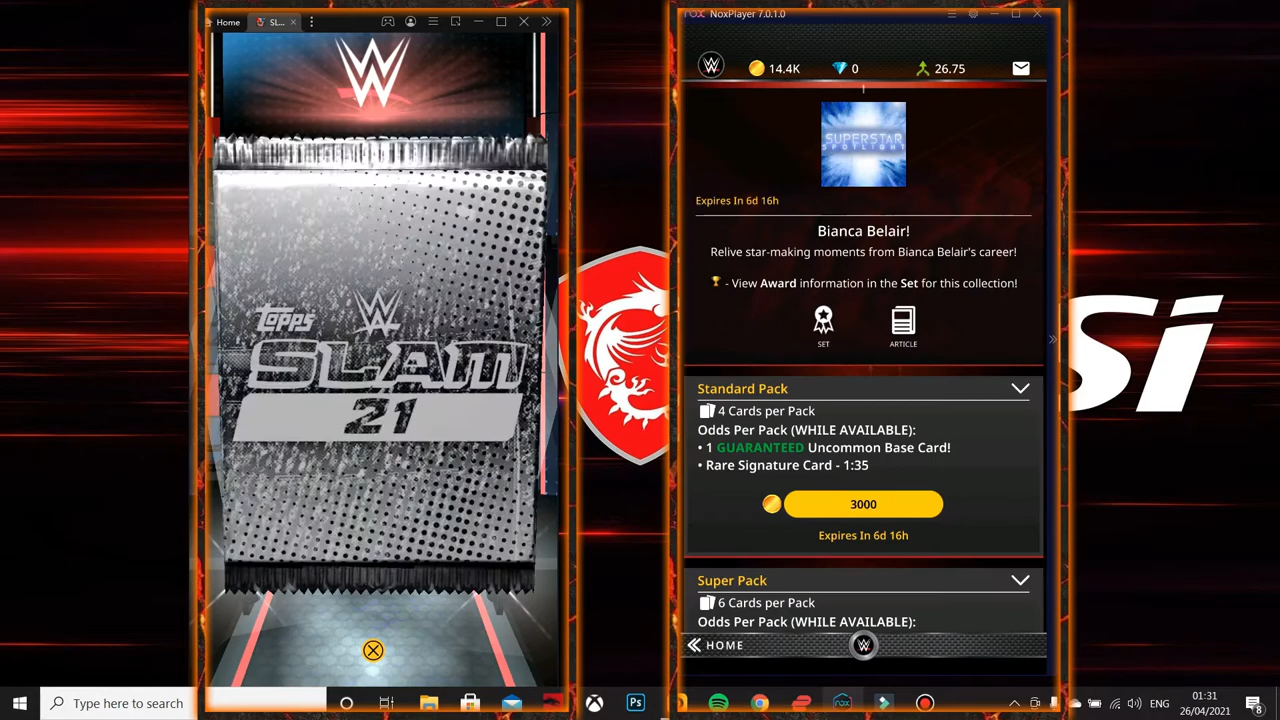 Home
SL...
TOPPS
SLAM
21
NoxPlayer 7.0.1.0
14.4K
0
26.75
SUPERSTAR
SPOTLIGHT
Expires In 6d 16h
Bianca Belair!
Relive star-making moments from Bianca Belair's career!
- View Award information in the Set for this collection!
SET
ARTICLE
Standard Pack
4 Cards per Pack
Odds Per Pack (WHILE AVAILABLE):
• 1 GUARANTEED Uncommon Base Card!
• Rare Signature Card - 1:35
3000
Expires In 6d 16h
Super Pack
6 Cards per Pack
Odds Per Pack (WHILE AVAILABLE):
HOME
Type here to search
Ps
nox
ENG
01:31
26/04/2021
8